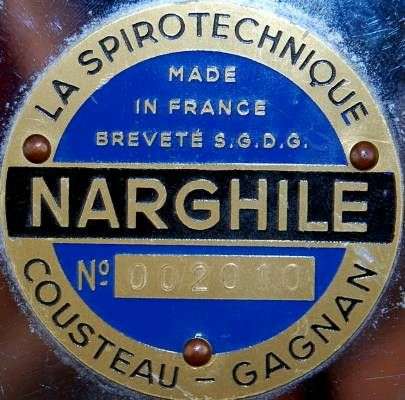 LA SPIROTECHNIQUE
MADE
IN FRANCE
BREVETÉ S.G.D.G.
NARGHILE
Nº 002010
COUSTEAU - GAGNAN